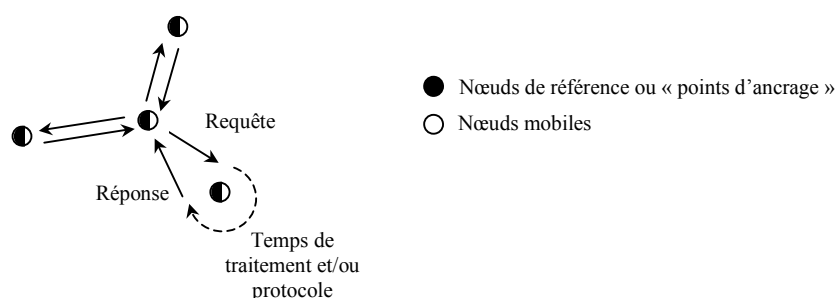 Nœuds de référence ou « points d'ancrage »
Nœuds mobiles
Requête
Réponse
Temps de
traitement et/ou
protocole